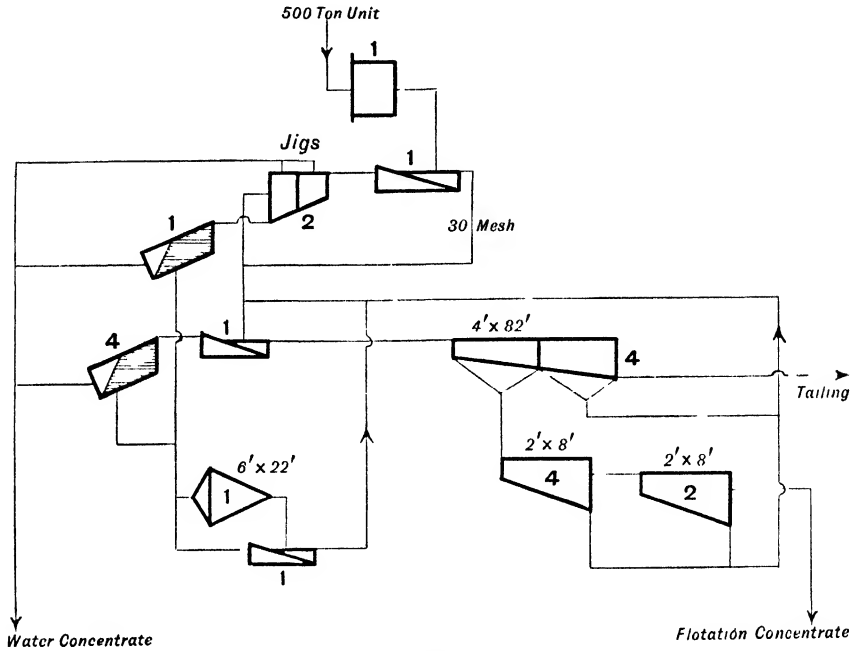 500 Ton Unit
1
Jigs
1
2
1
30 Mesh
4
1
4' x 82'
4
Tailing
6' x 22'
1
2' x 8'
4
2' x 8'
2
1
Water Concentrate
Flotation Concentrate